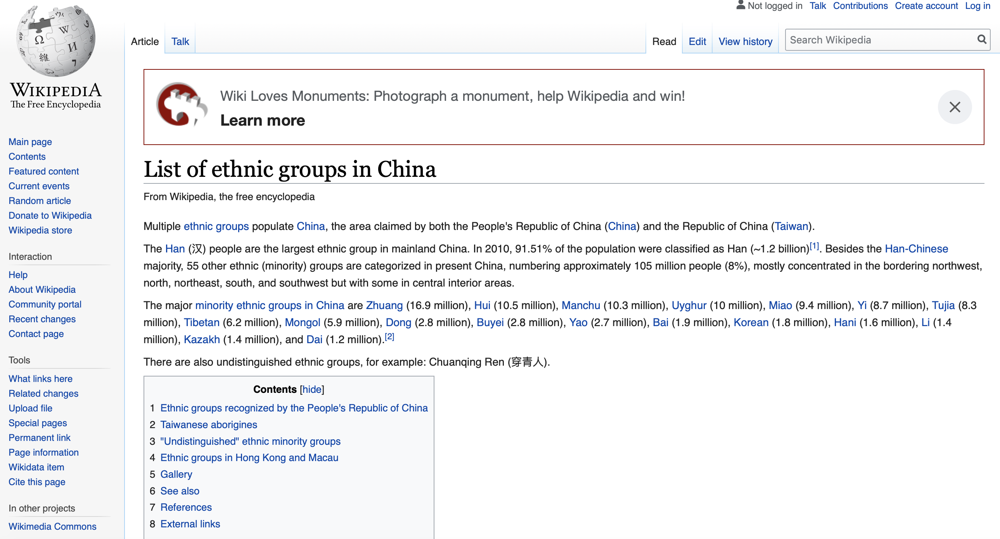 Not logged in Talk Contributions Create account Log in
Article Talk Read Edit View history Search Wikipedia
WIKIPEDIA
The Free Encyclopedia
Main page
Contents
Featured content
Current events
Random article
Donate to Wikipedia
Wikipedia store
Interaction
Help
About Wikipedia
Community portal
Recent changes
Contact page
Tools
What links here
Related changes
Upload file
Special pages
Permanent link
Page information
Wikidata item
Cite this page
In other projects
Wikimedia Commons
Wiki Loves Monuments: Photograph a monument, help Wikipedia and win!
Learn more
List of ethnic groups in China
From Wikipedia, the free encyclopedia
Multiple ethnic groups populate China, the area claimed by both the People's Republic of China (China) and the Republic of China (Taiwan).
The Han (汉) people are the largest ethnic group in mainland China. In 2010, 91.51% of the population were classified as Han (~1.2 billion)[1]. Besides the Han-Chinese
majority, 55 other ethnic (minority) groups are categorized in present China, numbering approximately 105 million people (8%), mostly concentrated in the bordering northwest,
north, northeast, south, and southwest but with some in central interior areas.
The major minority ethnic groups in China are Zhuang (16.9 million), Hui (10.5 million), Manchu (10.3 million), Uyghur (10 million), Miao (9.4 million), Yi (8.7 million), Tujia (8.3
million), Tibetan (6.2 million), Mongol (5.9 million), Dong (2.8 million), Buyei (2.8 million), Yao (2.7 million), Bai (1.9 million), Korean (1.8 million), Hani (1.6 million), Li (1.4
million), Kazakh (1.4 million), and Dai (1.2 million).[2]
There are also undistinguished ethnic groups, for example: Chuanqing Ren (穿青人).
Contents [hide]
1 Ethnic groups recognized by the People's Republic of China
2 Taiwanese aborigines
3 "Undistinguished" ethnic minority groups
4 Ethnic groups in Hong Kong and Macau
5 Gallery
6 See also
7 References
8 External links